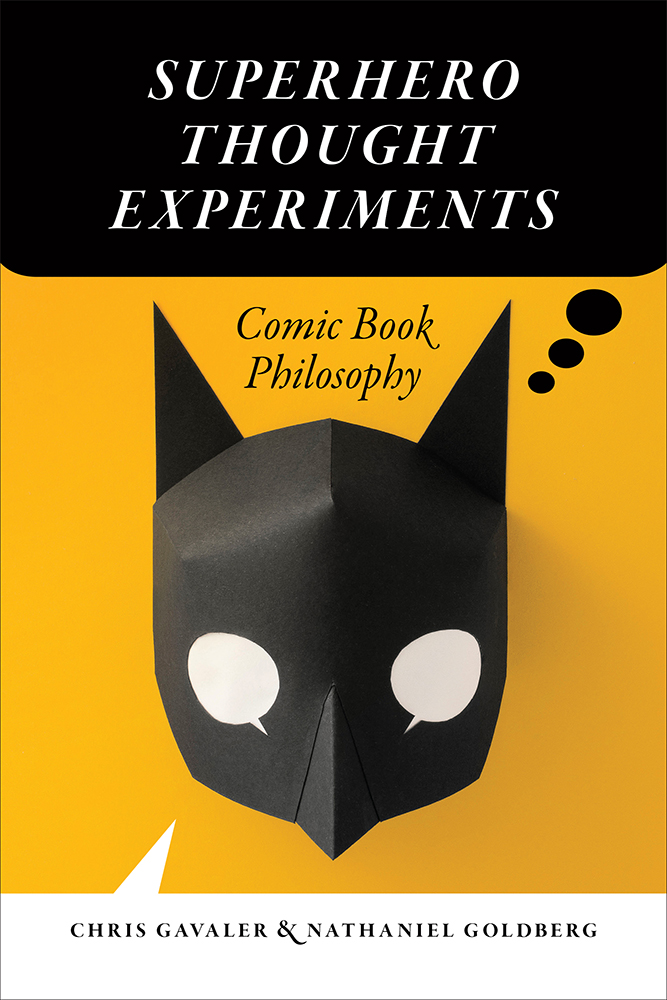 SUPERHERO
THOUGHT
EXPERIMENTS
Comic Book
Philosophy
CHRIS GAVALER & NATHANIEL GOLDBERG